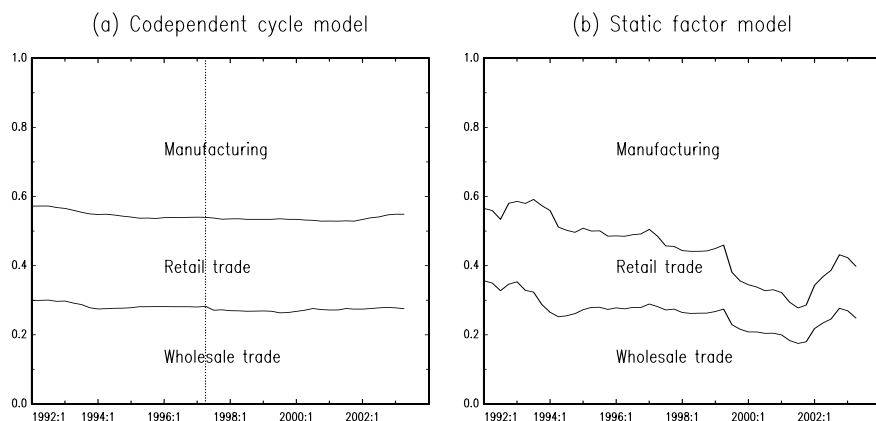 (a) Codependent cycle model
1.0
0.8
0.6
0.4
0.2
0.0
Manufacturing
Retail trade
Wholesale trade
1992:1 1994:1 1996:1 1998:1 2000:1 2002:1
(b) Static factor model
1.0
0.8
0.6
0.4
0.2
0.0
Manufacturing
Retail trade
Wholesale trade
1992:1 1994:1 1996:1 1998:1 2000:1 2002:1